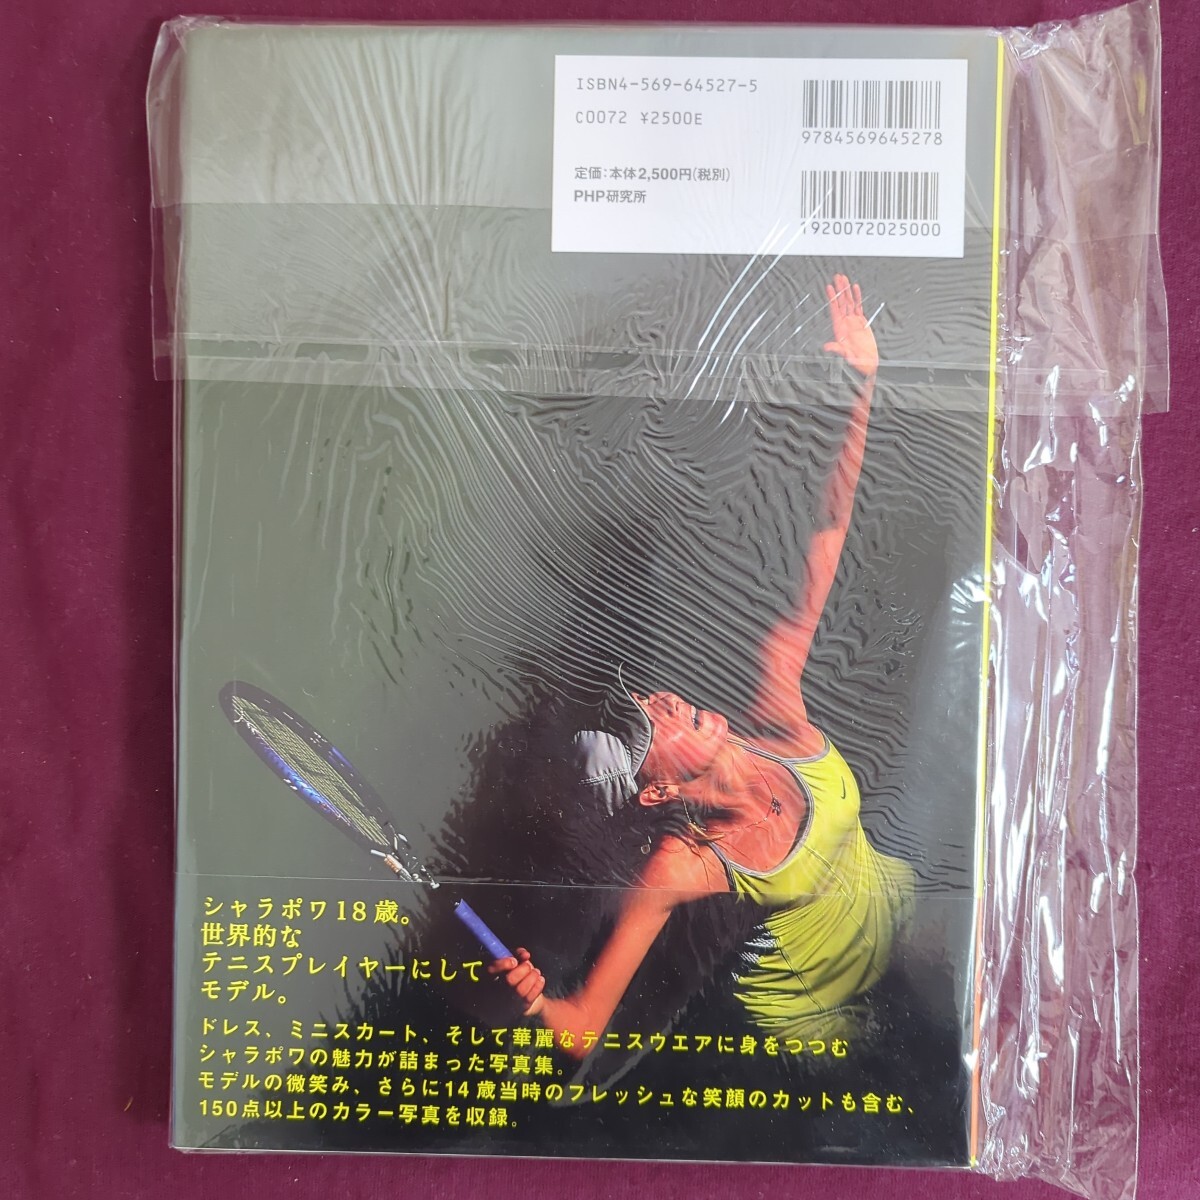 ISBN4-569-64527-5
C0072 ¥2500E
9784569645278
定価:本体2,500円(税別)
PHP研究所
1920072025000
シャラポワ18歳。
世界的な
テニスプレイヤーにして
モデル。
ドレス、ミニスカート、そして華麗なテニスウエアに身をつつむ
シャラポワの魅力が詰まった写真集。
モデルの微笑み、さらに14歳当時のフレッシュな笑顔のカットも含む、
150点以上のカラー写真を収録。